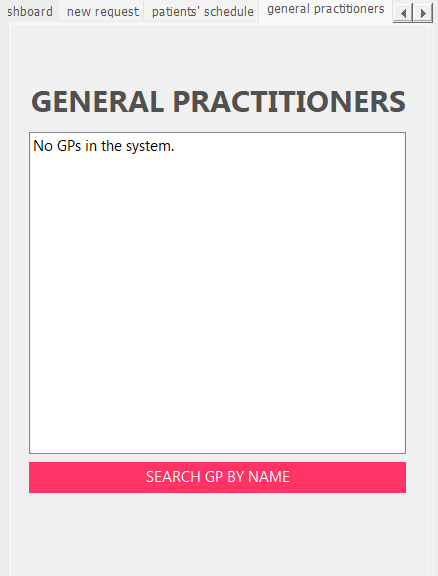 shboard new request patients' schedule general practitioners
GENERAL PRACTITIONERS
No GPs in the system.
SEARCH GP BY NAME